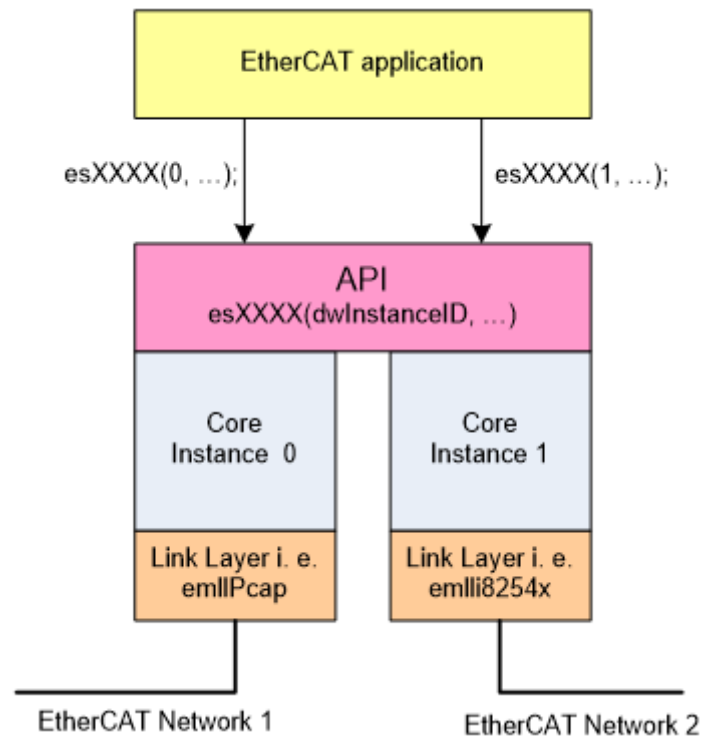 EtherCAT application
esXXXX(0, ...);
esXXXX(1, ...);
API
esXXXX(dwInstanceID, ...)
Core
Instance 0
Core
Instance 1
Link Layer i. e.
emllPcap
Link Layer i. e.
emlli8254x
EtherCAT Network 1
EtherCAT Network 2